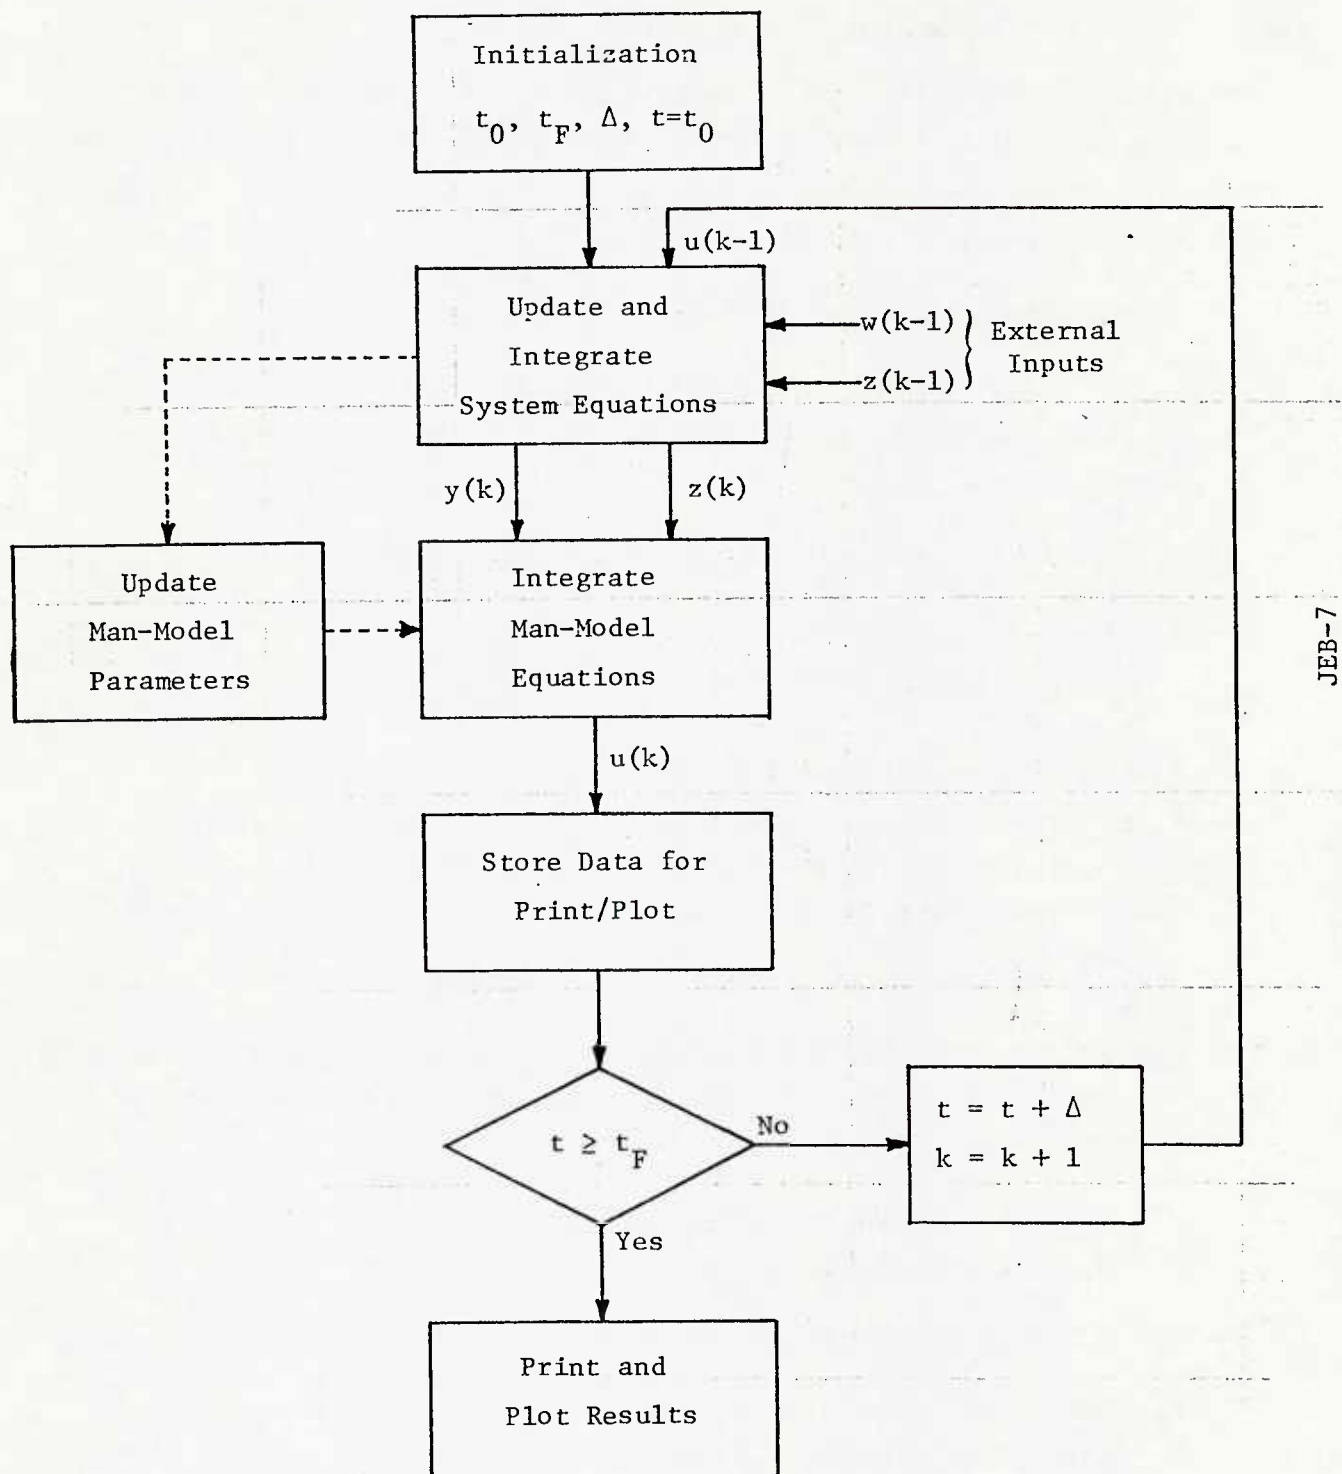 Initialization
t0, tF, Δ, t=t0
u(k-1)
Update and
Integrate
System Equations
w(k-1)
z(k-1)
External
Inputs
y(k)
z(k)
Update
Man-Model
Parameters
Integrate
Man-Model
Equations
JEB-7
u(k)
Store Data for
Print/Plot
t ≥ tF
No
t = t + Δ
k = k + 1
Yes
Print and
Plot Results